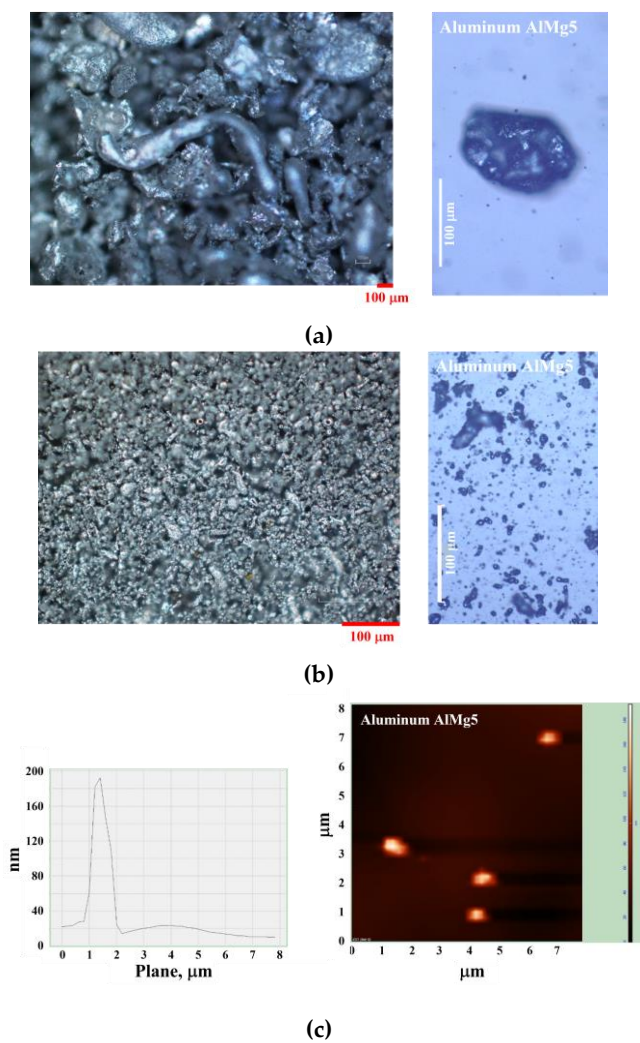 Aluminum AlMg5
100 μm
100 μm
(a)
Aluminum AlMg5
100 μm
100 μm
(b)
Aluminum AlMg5
200
160
120
80
40
0
nm
0 1 2 3 4 5 6 7 8
Plane, μm
8
7
6
5
4
3
2
1
0
μm
0 1 2 3 4 5 6 7
μm
(c)